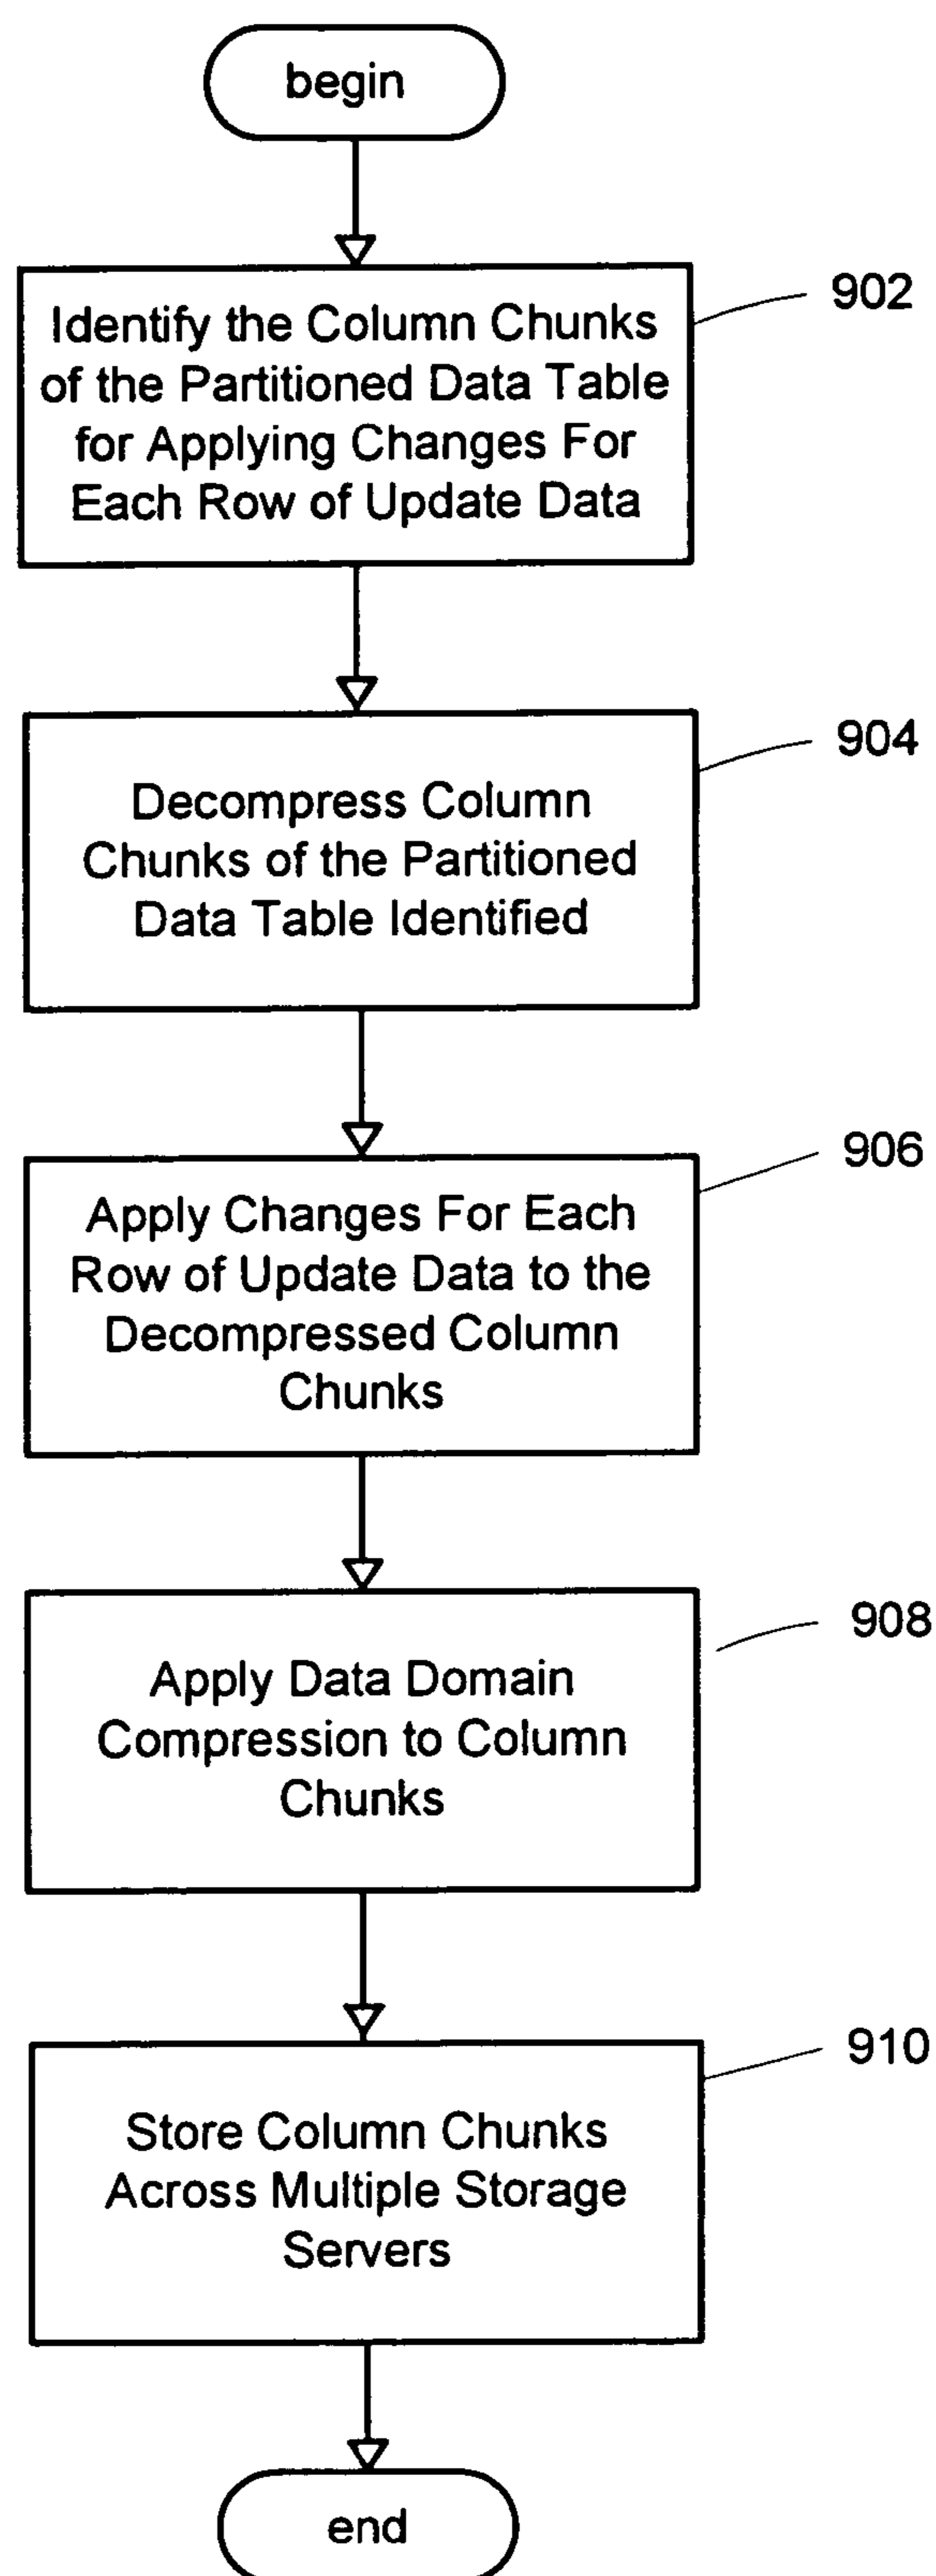 begin
Identify the Column Chunks
of the Partitioned Data Table
for Applying Changes For
Each Row of Update Data
902
Decompress Column
Chunks of the Partitioned
Data Table Identified
904
Apply Changes For Each
Row of Update Data to the
Decompressed Column
Chunks
906
Apply Data Domain
Compression to Column
Chunks
908
Store Column Chunks
Across Multiple Storage
Servers
910
end